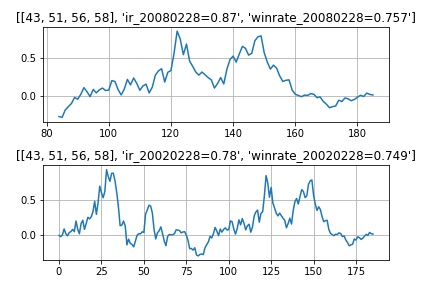 [[43, 51, 56, 58], 'ir_20080228=0.87', 'winrate_20080228=0.757']
0.5
0.0
80 100 120 140 160 180
[[43, 51, 56, 58], 'ir_20020228=0.78', 'winrate_20020228=0.749']
0.5
0.0
0 25 50 75 100 125 150 175